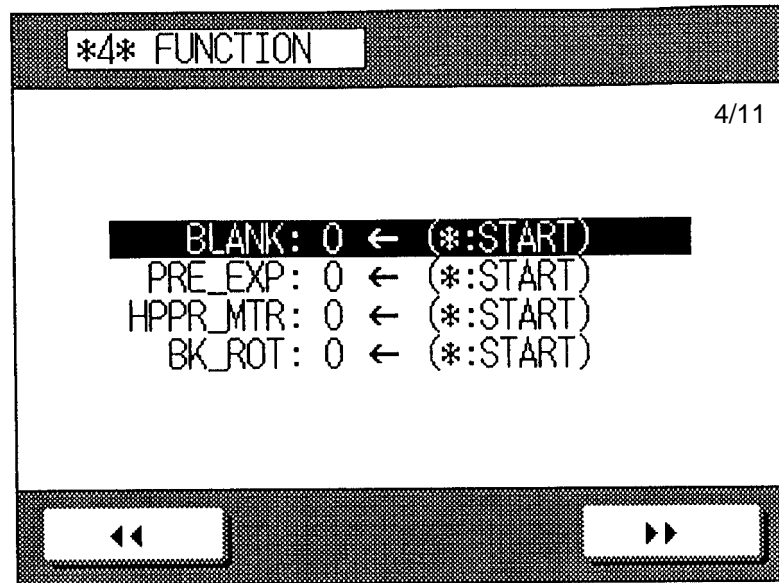 *4* FUNCTION
4/11
BLANK: 0 ← (*:START)
PRE_EXP: 0 ← (*:START)
HPPR_MTR: 0 ← (*:START)
BK_ROT: 0 ← (*:START)